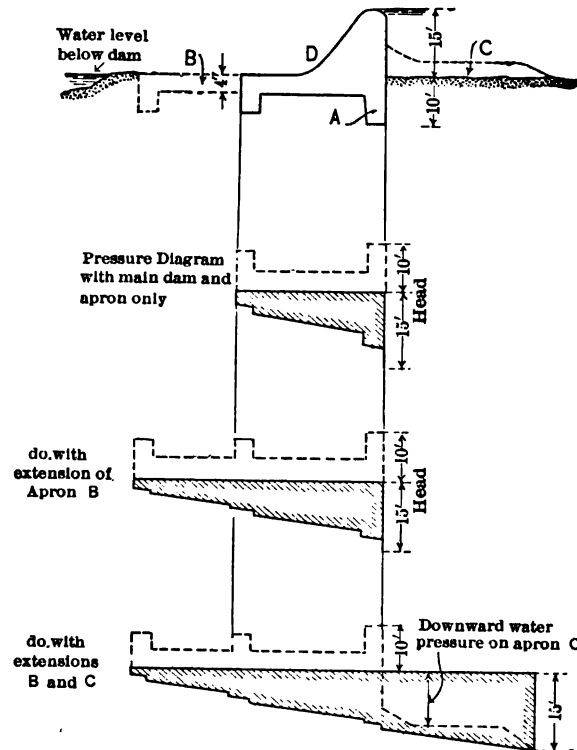 Water level
below dam
B
D
C
15'
4'
A
10'
Pressure Diagram
with main dam and
apron only
10'
15'
Head
do. with
extension of
Apron B
10'
15'
Head
do. with
extensions
B and C
10'
Downward water
pressure on apron C
15'